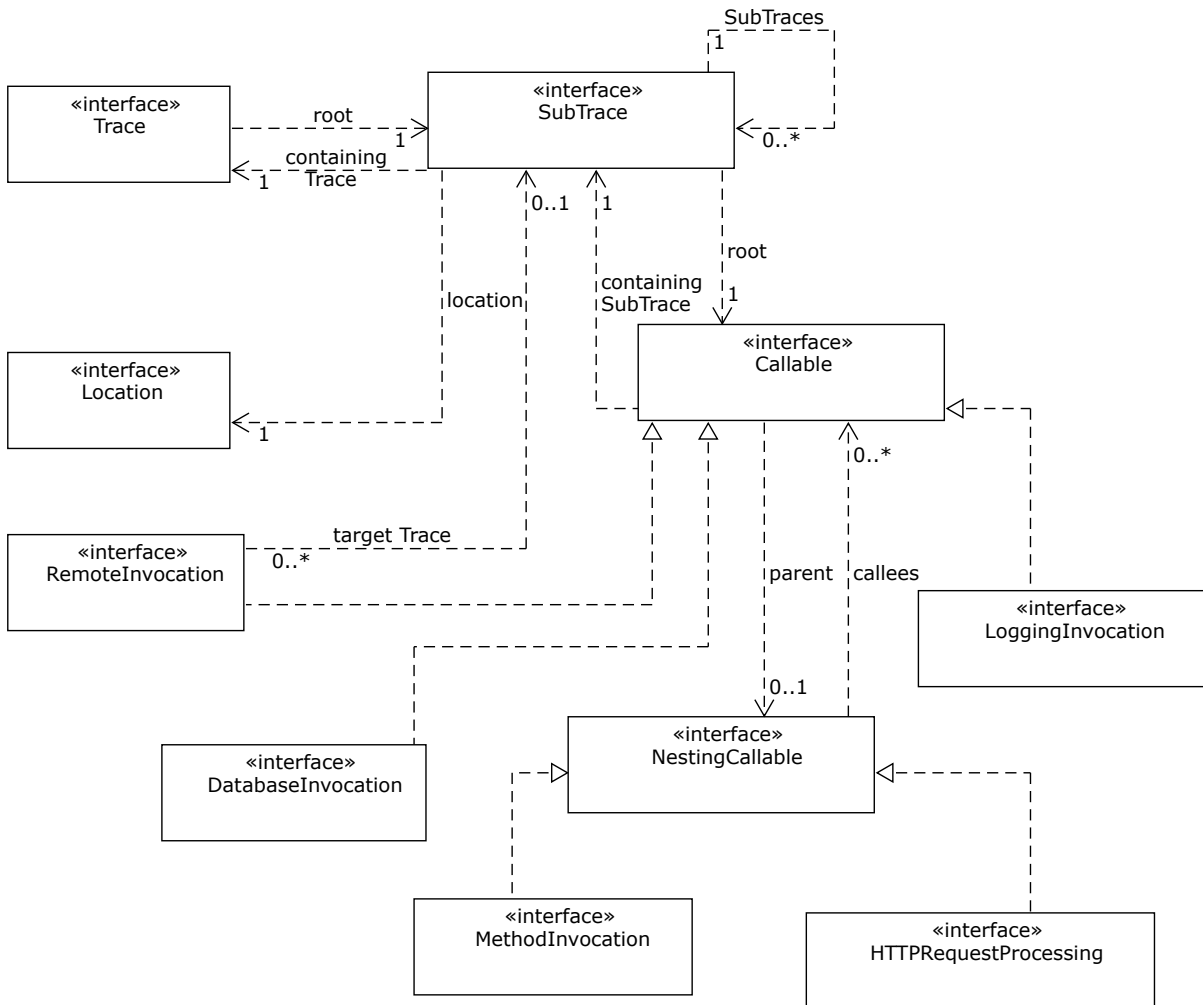 SubTraces
1
«interface»
Trace
root
1
«interface»
SubTrace
0..*
containing
Trace
1
0..1
1
root
location
containing
SubTrace
1
«interface»
Callable
«interface»
Location
1
0..*
target Trace
0..*
«interface»
RemoteInvocation
parent
callees
«interface»
LoggingInvocation
0..1
«interface»
NestingCallable
«interface»
DatabaseInvocation
«interface»
MethodInvocation
«interface»
HTTPRequestProcessing